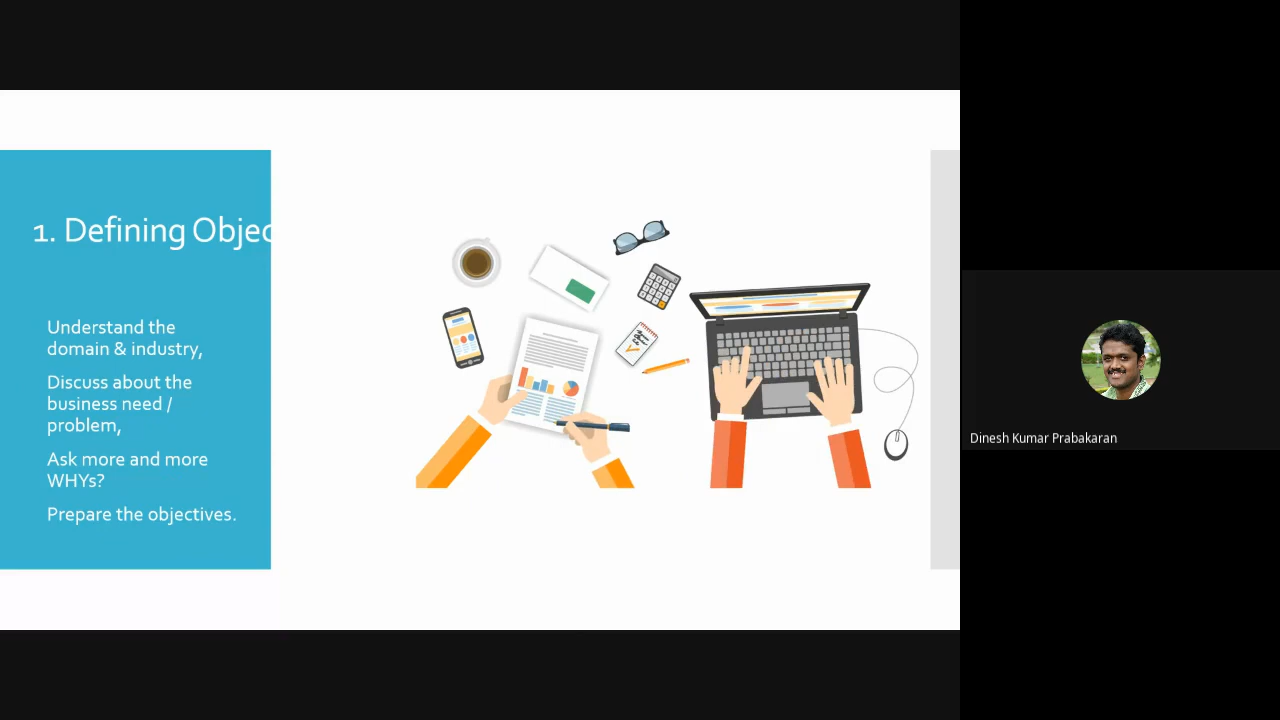 1. Defining Objec
Understand the
domain & industry,
Discuss about the
business need /
problem,
Ask more and more
WHYs?
Prepare the objectives.
Dinesh Kumar Prabakaran